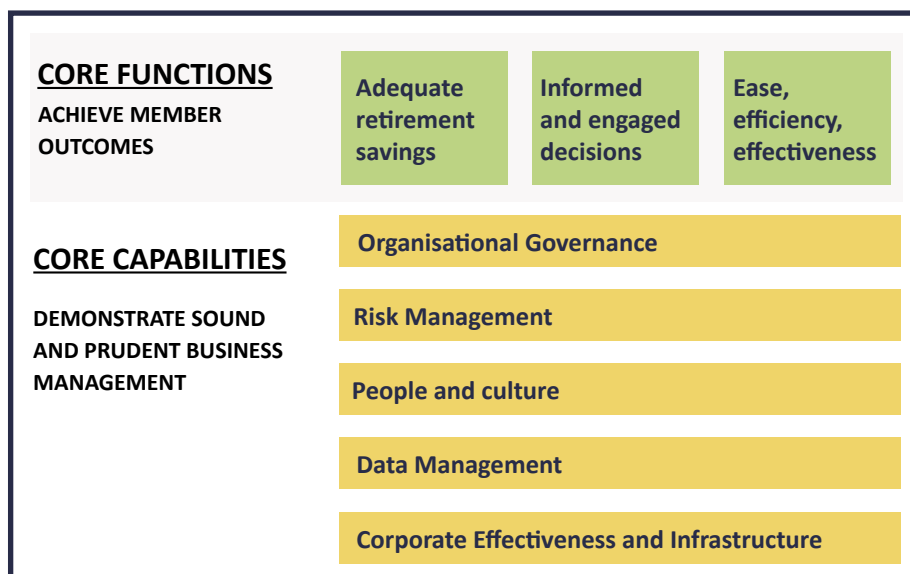 CORE FUNCTIONS
ACHIEVE MEMBER
OUTCOMES
Adequate
retirement
savings
Informed
and engaged
decisions
Ease,
efficiency,
effectiveness
CORE CAPABILITIES
DEMONSTRATE SOUND
AND PRUDENT BUSINESS
MANAGEMENT
Organisational Governance
Risk Management
People and culture
Data Management
Corporate Effectiveness and Infrastructure